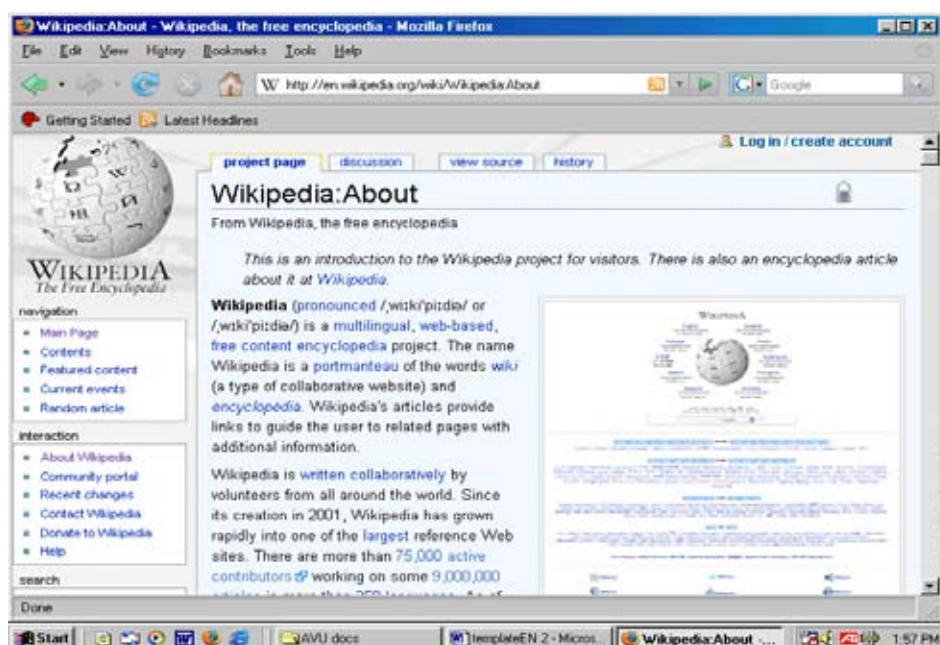 Wikipedia:About - Wikipedia, the free encyclopedia - Mozilla Firefox
File Edit View History Bookmarks Tools Help
http://en.wikipedia.org/wiki/Wikipedia:About
Google
Getting Started Latest Headlines
Log in / create account
project page discussion view source history
Wikipedia:About
From Wikipedia, the free encyclopedia
This is an introduction to the Wikipedia project for visitors. There is also an encyclopedia article
about it at Wikipedia.
WIKIPEDIA
The Free Encyclopedia
navigation
Main Page
Contents
Featured content
Current events
Random article
interaction
About Wikipedia
Community portal
Recent changes
Contact Wikipedia
Donate to Wikipedia
Help
search
Wikipedia (pronounced or
is a multilingual, web-based,
free content encyclopedia project. The name
Wikipedia is a portmanteau of the words wiki
(a type of collaborative website) and
encyclopedia. Wikipedia's articles provide
links to guide the user to related pages with
additional information.
Wikipedia is written collaboratively by
volunteers from all around the world. Since
its creation in 2001, Wikipedia has grown
rapidly into one of the largest reference Web
sites. There are more than 75,000 active
contributors working on some 9,000,000
WIKIPEDIA
Done
Start AVU docs templateEN 2 - Micros... Wikipedia:About -... ATI 1:57 PM